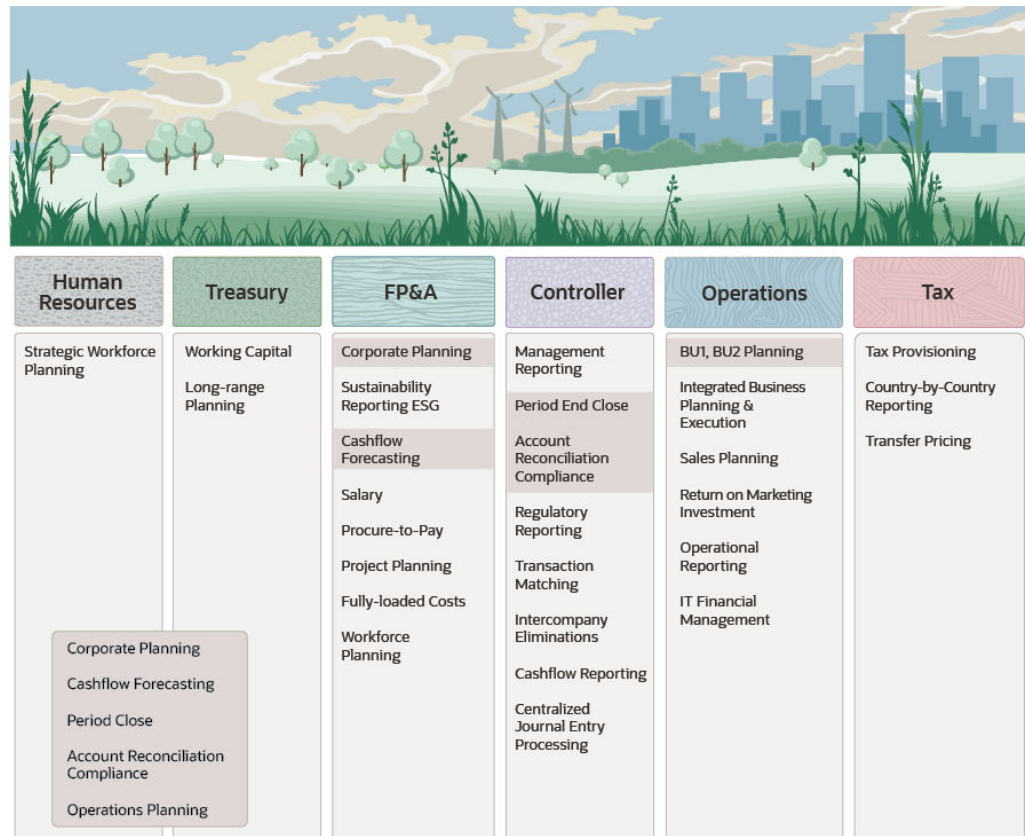 Human
Resources
Treasury
FP&A
Controller
Operations
Tax
Strategic Workforce
Planning
Working Capital
Long-range
Planning
Corporate Planning
Sustainability
Reporting ESG
Cashflow
Forecasting
Salary
Procure-to-Pay
Project Planning
Fully-loaded Costs
Workforce
Planning
Management
Reporting
Period End Close
Account
Reconciliation
Compliance
Regulatory
Reporting
Transaction
Matching
Intercompany
Eliminations
Cashflow Reporting
Centralized
Journal Entry
Processing
BU1, BU2 Planning
Integrated Business
Planning &
Execution
Sales Planning
Return on Marketing
Investment
Operational
Reporting
IT Financial
Management
Tax Provisioning
Country-by-Country
Reporting
Transfer Pricing
Corporate Planning
Cashflow Forecasting
Period Close
Account Reconciliation
Compliance
Operations Planning